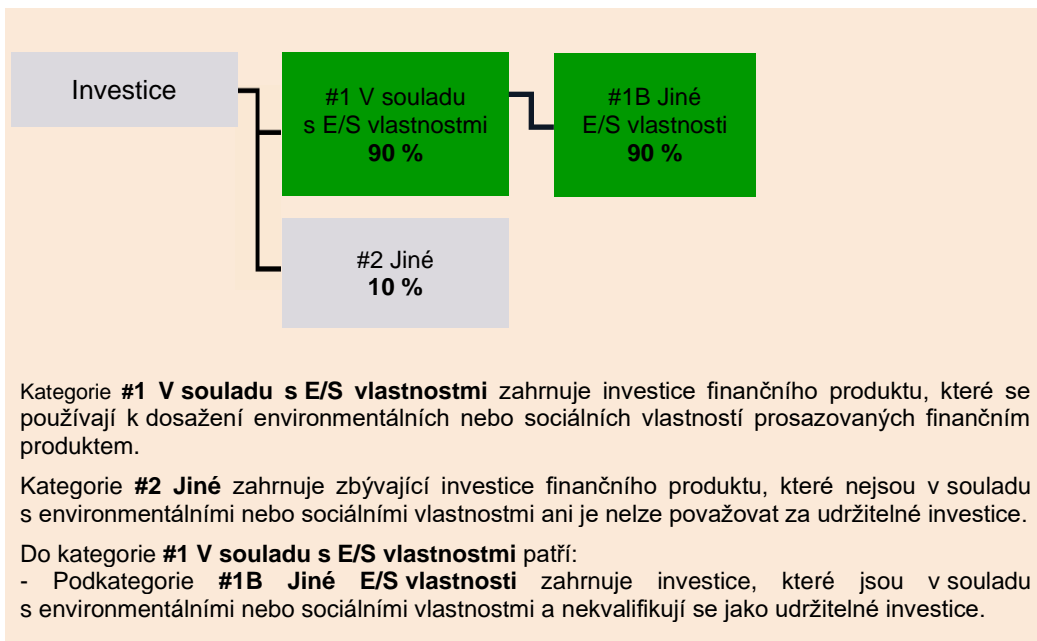 Investice
#1 V souladu
s E/S vlastnostmi
90 %
#1B Jiné
E/S vlastnosti
90 %
#2 Jiné
10 %
Kategorie #1 V souladu s E/S vlastnostmi zahrnuje investice finančního produktu, které se
používají k dosažení environmentálních nebo sociálních vlastností prosazovaných finančním
produktem.
Kategorie #2 Jiné zahrnuje zbývající investice finančního produktu, které nejsou v souladu
s environmentálními nebo sociálními vlastnostmi ani je nelze považovat za udržitelné investice.
Do kategorie #1 V souladu s E/S vlastnostmi patří:
- Podkategorie #1B Jiné E/S vlastnosti zahrnuje investice, které jsou v souladu
s environmentálními nebo sociálními vlastnostmi a nekvalifikují se jako udržitelné investice.